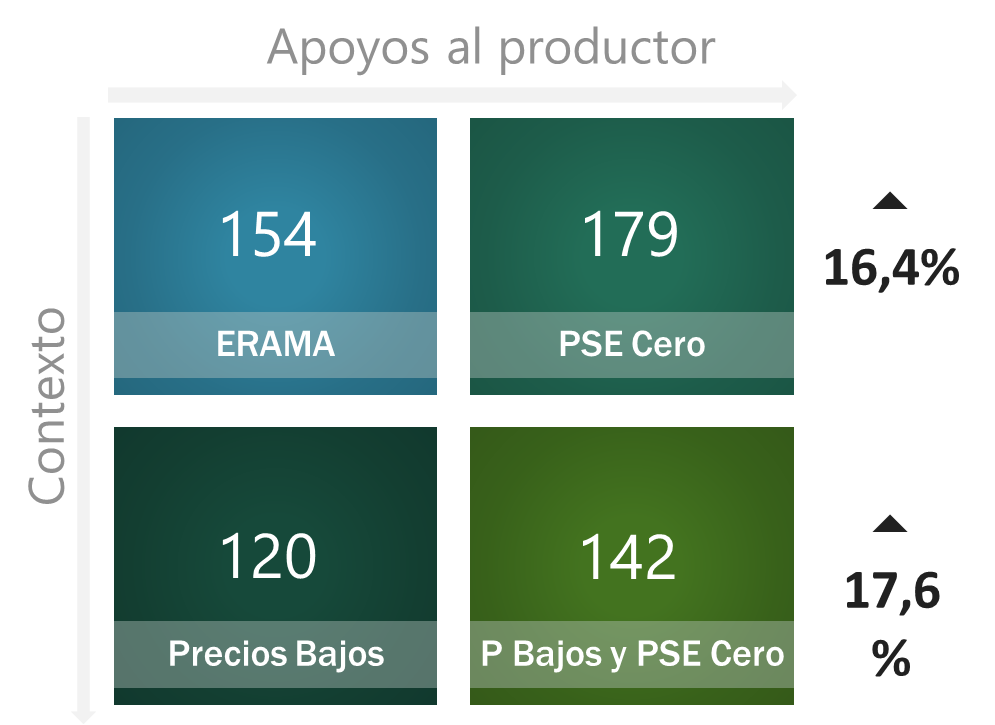 Apoyos al productor
Contexto
154
ERAMA
179
PSE Cero
16,4%
120
Precios Bajos
142
P Bajos y PSE Cero
17,6
%